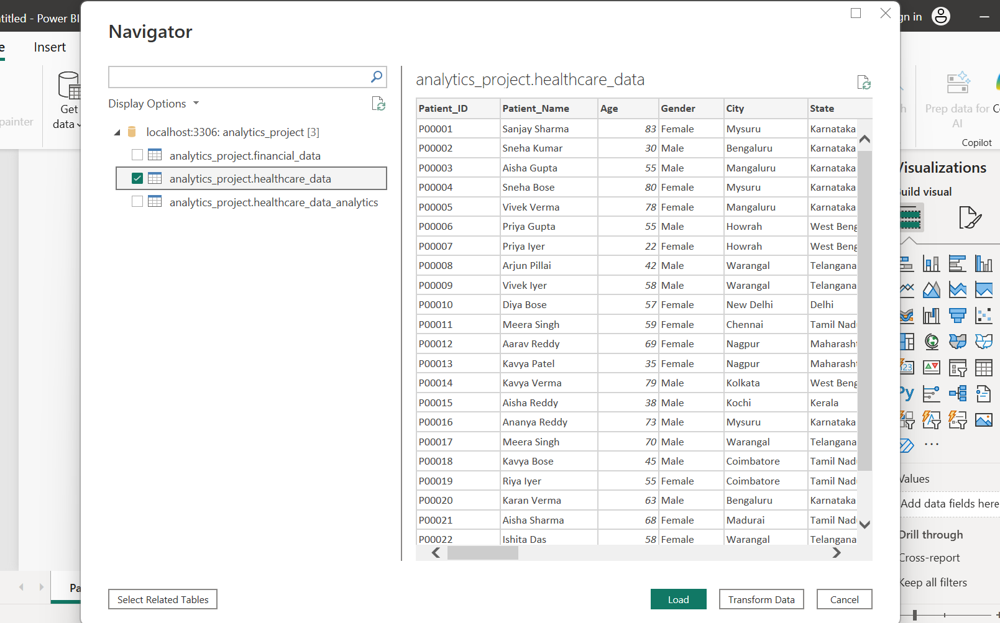 titled - Power BI
gn in
Insert
painter
Get
data
Navigator
Display Options
localhost:3306: analytics_project [3]
analytics_project.financial_data
analytics_project.healthcare_data
analytics_project.healthcare_data_analytics
analytics_project.healthcare_data
Patient_ID Patient_Name Age Gender City State
P00001 Sanjay Sharma 83 Female Mysuru Karnataka
P00002 Sneha Kumar 30 Male Bengaluru Karnataka
P00003 Aisha Gupta 55 Male Mangaluru Karnataka
P00004 Sneha Bose 80 Female Mysuru Karnataka
P00005 Vivek Verma 78 Female Mangaluru Karnataka
P00006 Priya Gupta 55 Male Howrah West Beng
P00007 Priya Iyer 22 Female Howrah West Beng
P00008 Arjun Pillai 42 Male Warangal Telangana
P00009 Vivek Iyer 58 Male Warangal Telangana
P00010 Diya Bose 57 Female New Delhi Delhi
P00011 Meera Singh 59 Female Chennai Tamil Nad
P00012 Aarav Reddy 69 Female Nagpur Maharasht
P00013 Kavya Patel 35 Female Nagpur Maharasht
P00014 Kavya Verma 79 Male Kolkata West Beng
P00015 Aisha Reddy 38 Male Kochi Kerala
P00016 Ananya Reddy 73 Male Mysuru Karnataka
P00017 Meera Singh 70 Male Warangal Telangana
P00018 Kavya Bose 45 Male Coimbatore Tamil Nad
P00019 Riya Iyer 55 Female Coimbatore Tamil Nad
P00020 Karan Verma 63 Male Bengaluru Karnataka
P00021 Aisha Sharma 68 Female Madurai Tamil Nad
P00022 Ishita Das 58 Female Warangal Telangana
Select Related Tables
Load
Transform Data
Cancel
Pa
Prep data for
AI
Copilot
Visualizations
uild visual
123
Py
Values
Add data fields here
Drill through
Cross-report
Keep all filters